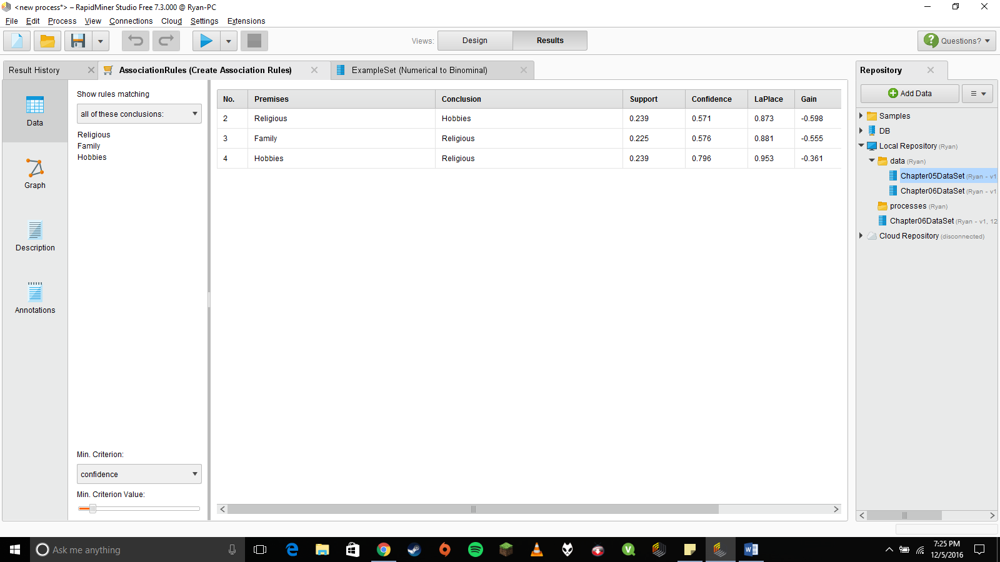 <new process*> – RapidMiner Studio Free 7.3.000 @ Ryan-PC
File Edit Process View Connections Cloud Settings Extensions
Views: Design Results
Questions?
Result History
AssociationRules (Create Association Rules)
ExampleSet (Numerical to Binominal)
Repository
Data
Graph
Description
Annotations
Show rules matching
all of these conclusions:
Religious
Family
Hobbies
Min. Criterion:
confidence
Min. Criterion Value:
No. Premises Conclusion Support Confidence LaPlace Gain
2 Religious Hobbies 0.239 0.571 0.873 -0.598
3 Family Religious 0.225 0.576 0.881 -0.555
4 Hobbies Religious 0.239 0.796 0.953 -0.361
Add Data
Samples
DB
Local Repository (Ryan)
data (Ryan)
Chapter05DataSet (Ryan - v1
Chapter06DataSet (Ryan - v1
processes (Ryan)
Chapter06DataSet (Ryan - v1, 12
Cloud Repository (disconnected)
Ask me anything
7:25 PM
12/5/2016